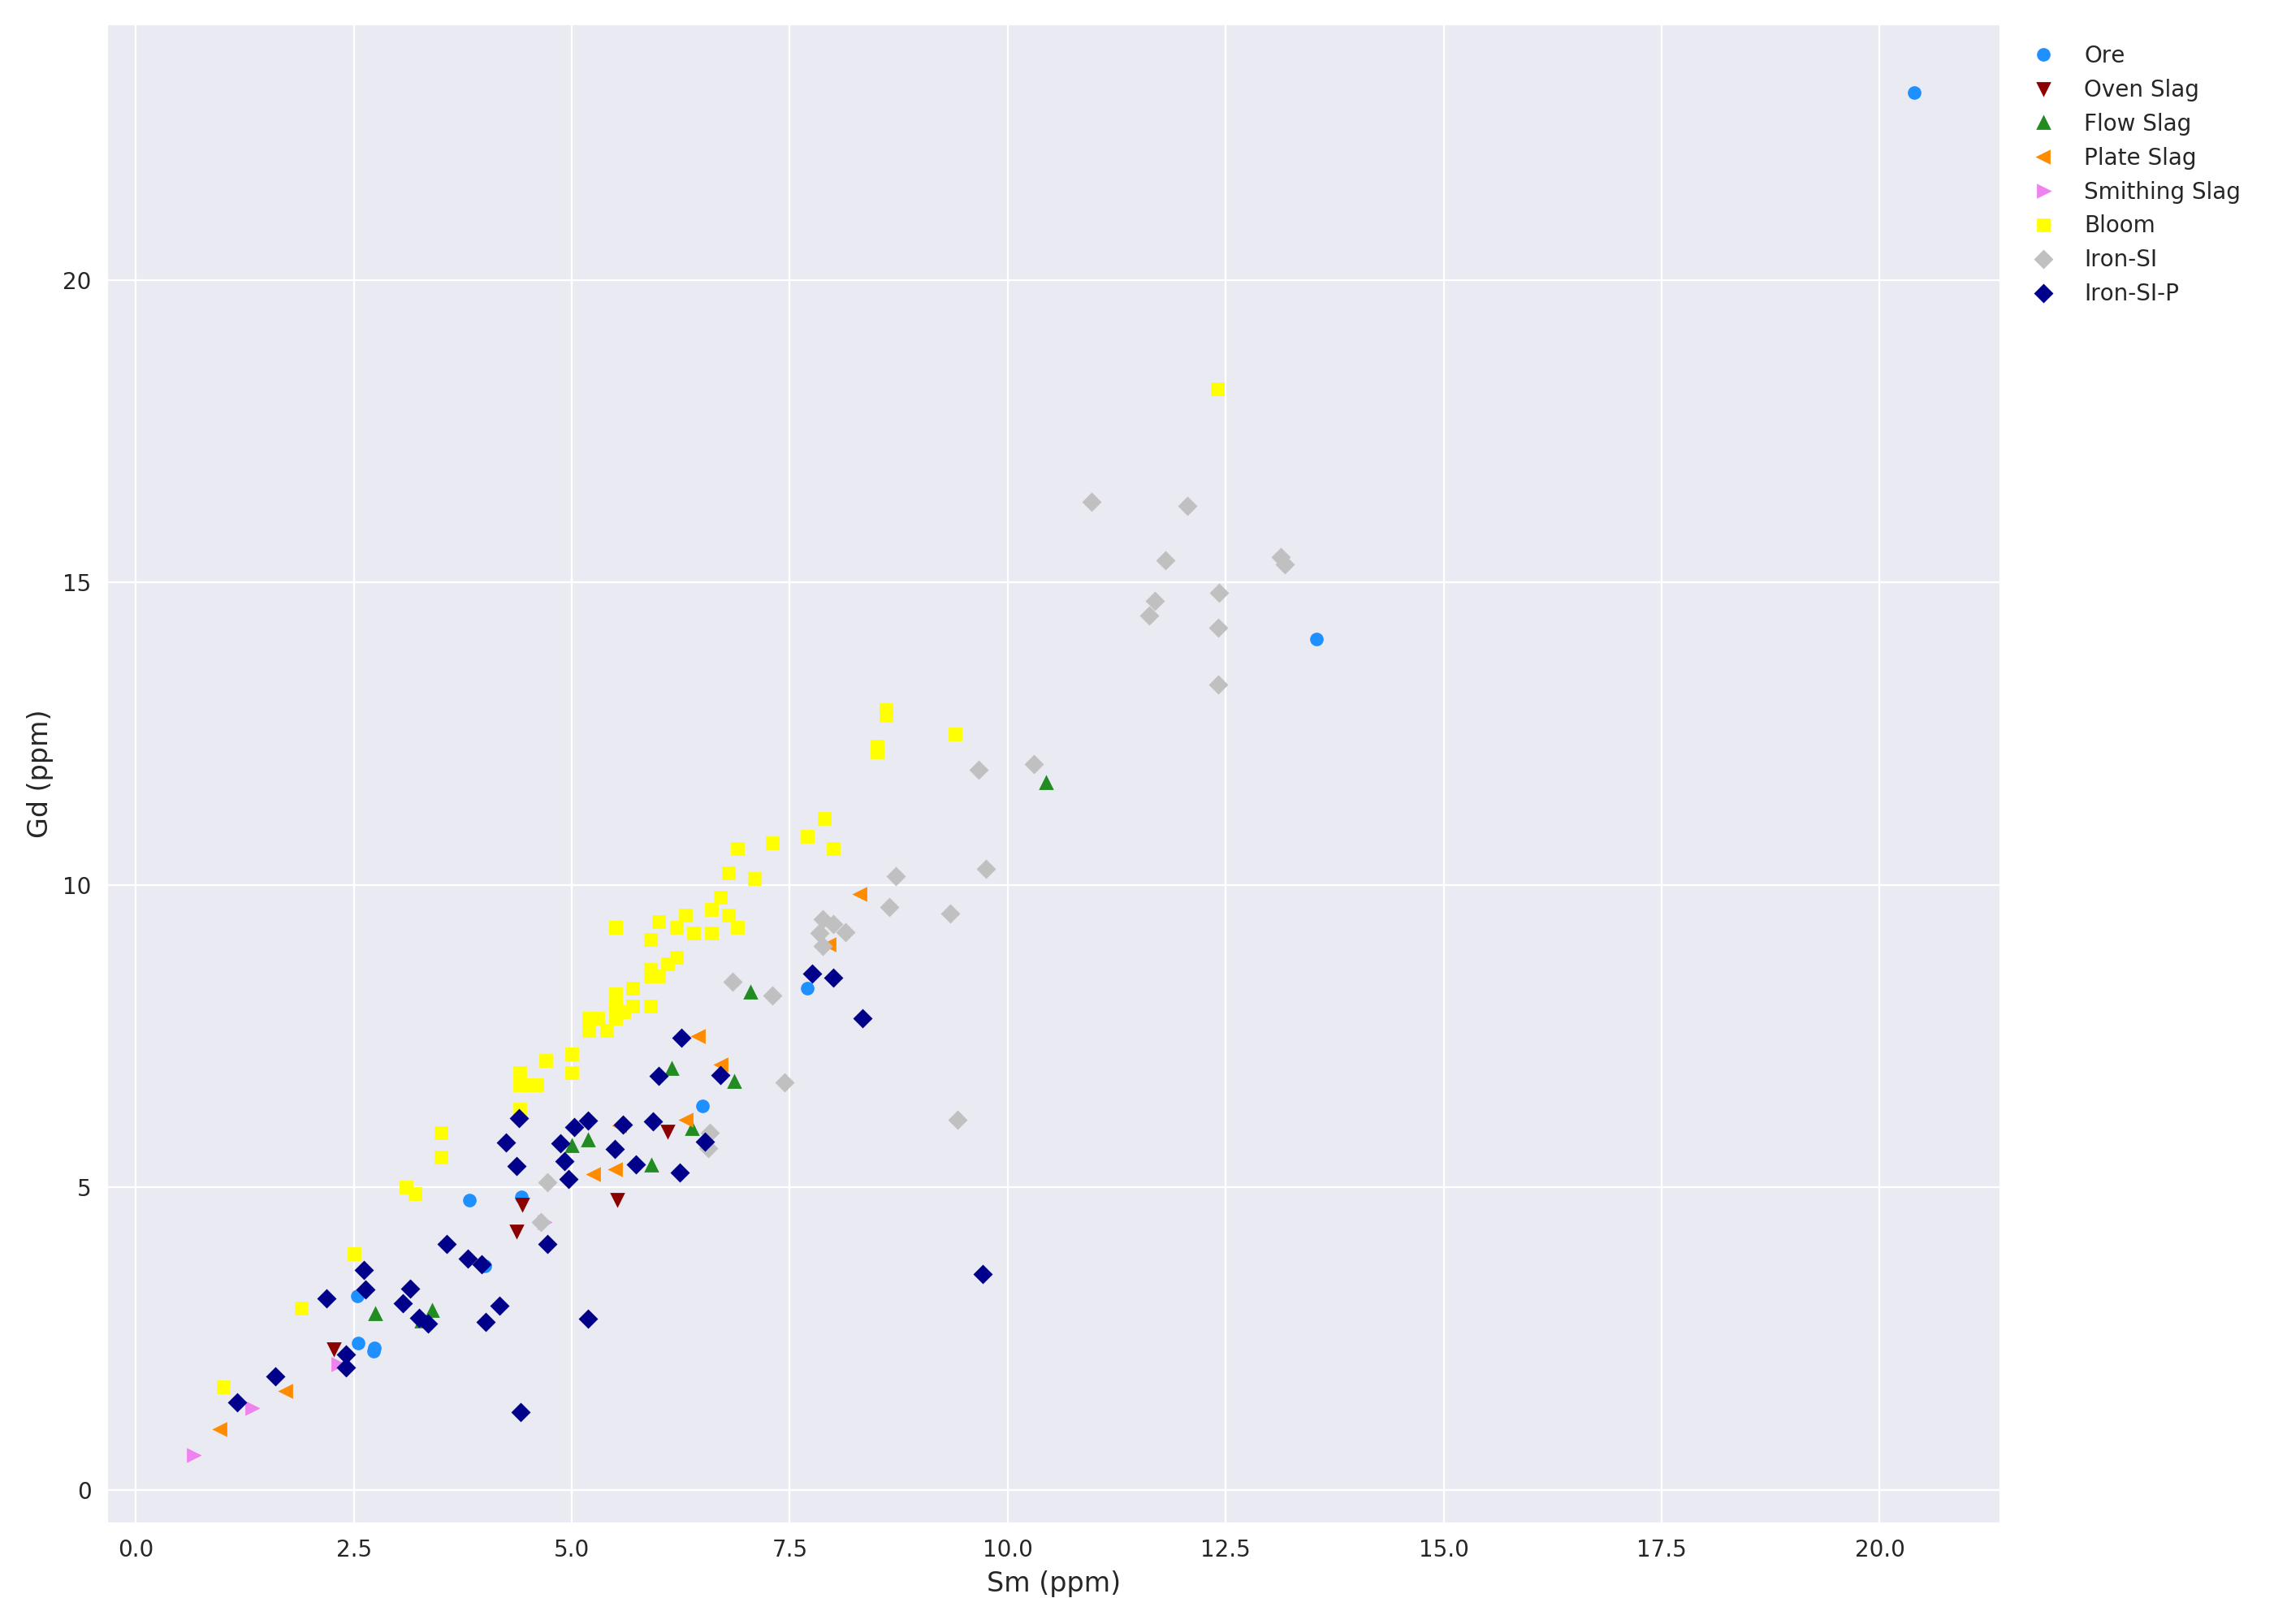 Ore
Oven Slag
Flow Slag
Plate Slag
Smithing Slag
Bloom
Iron-SI
Iron-SI-P
20
15
10
5
0
Gd (ppm)
0.0 2.5 5.0 7.5 10.0 12.5 15.0 17.5 20.0
Sm (ppm)